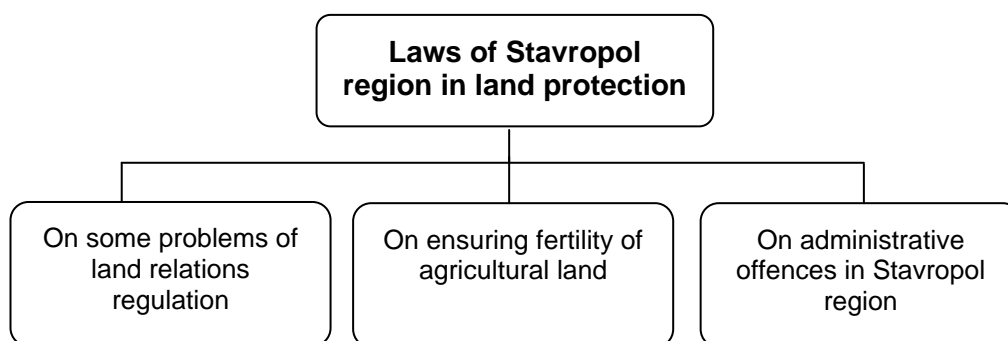 Laws of Stavropol
region in land protection
On some problems of
land relations
regulation
On ensuring fertility of
agricultural land
On administrative
offences in Stavropol
region